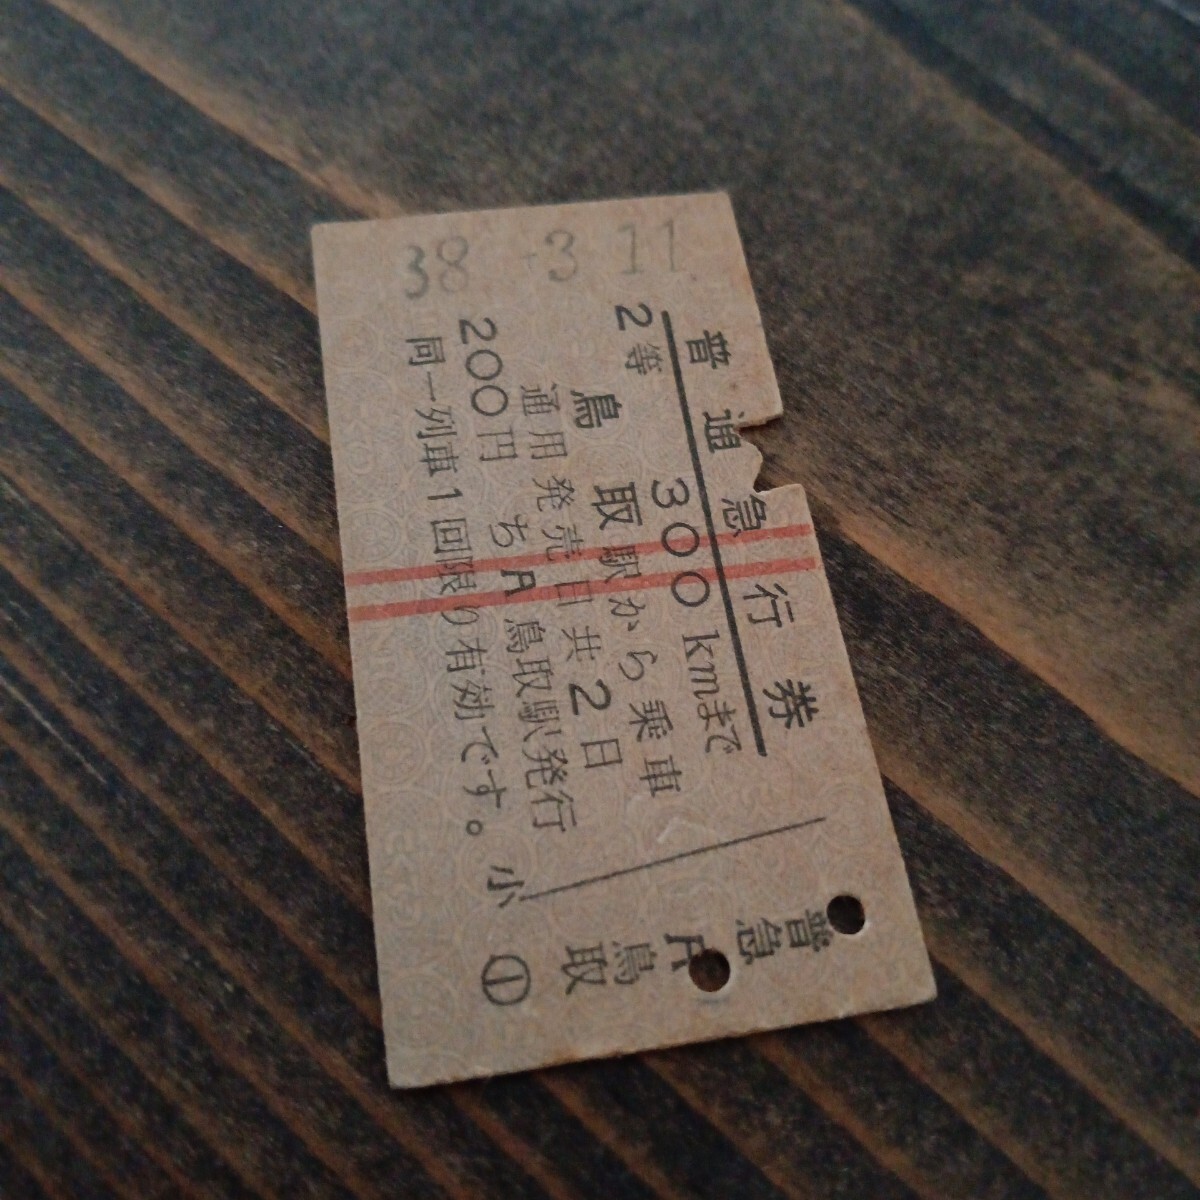 38.-3.11
普通急行券
2等 300kmまで
鳥取駅から乗車
通用発売日共2日
200円 ちA 鳥取駅発行
同一列車1回限り有効です。
小
普急
A
鳥取
①